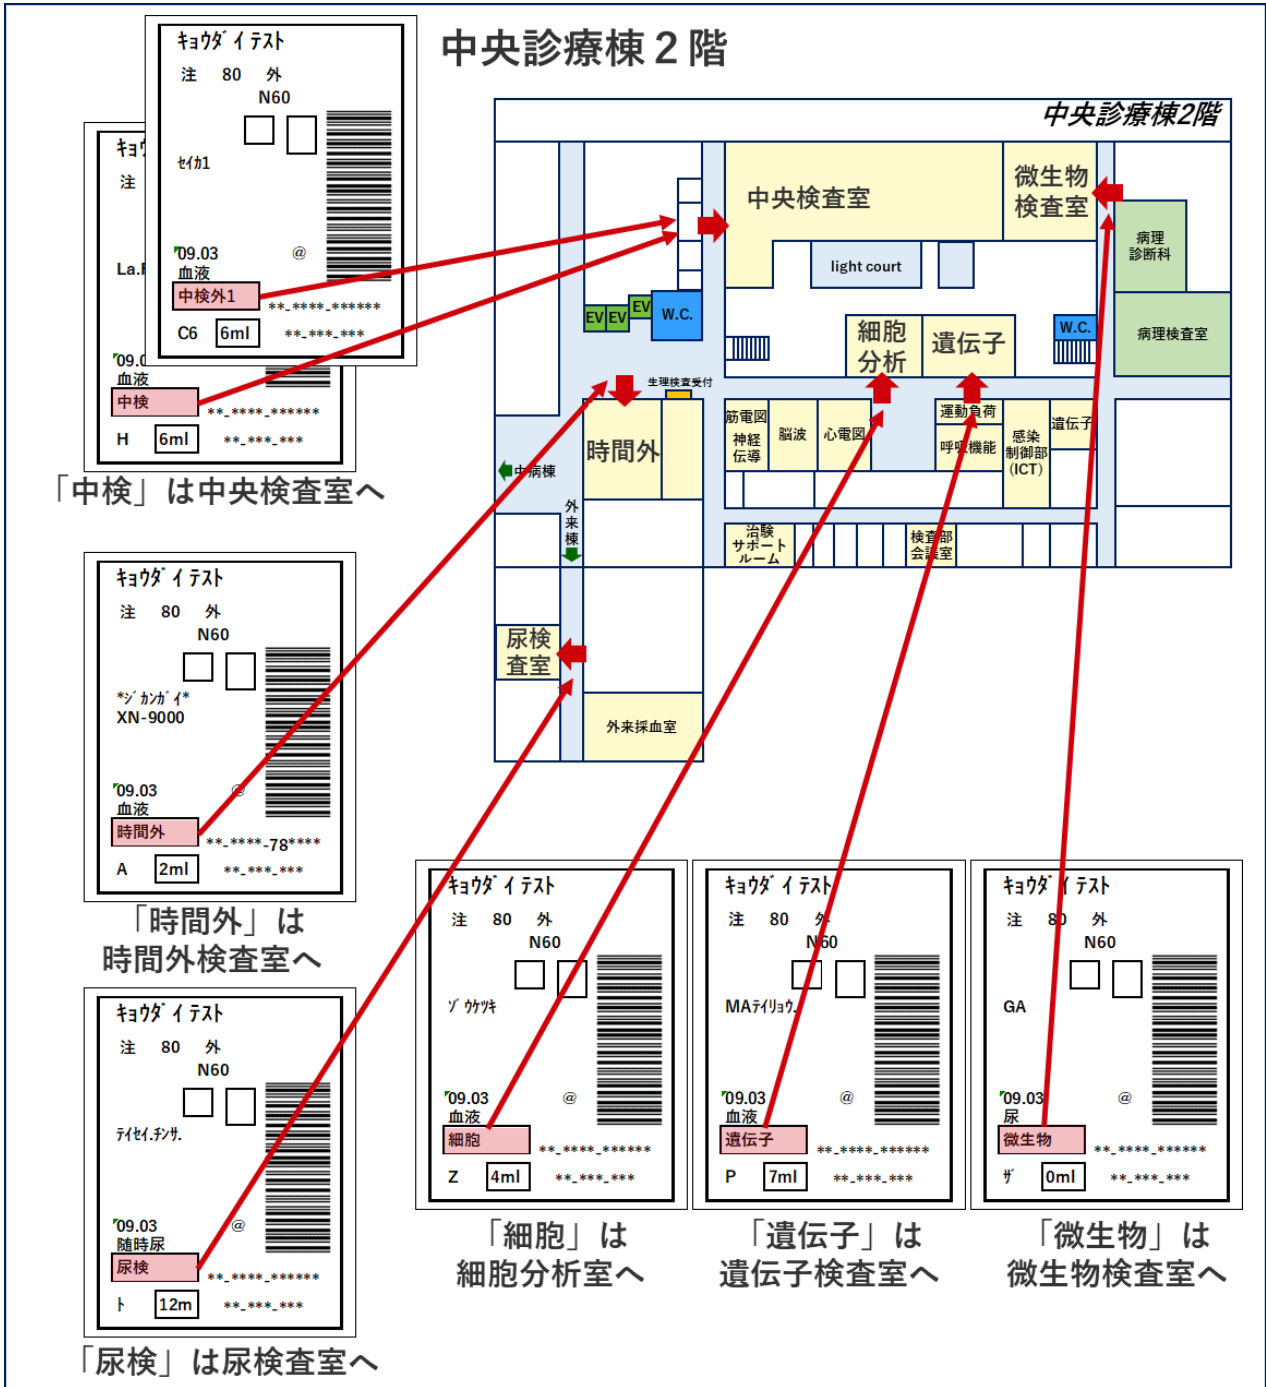 中央診療棟２階
ｷｮｳﾀﾞｲ ﾃｽﾄ
注 80 外
N60
ｾｲｶ1
09.03
@
血液
中検外1
**-****-******
C6 6ml
**-***-***
注
血液
中検
**-****-******
H 6ml
**-***-***
「中検」は中央検査室へ
中央診療棟2階
中央検査室
微生物
検査室
病理
診断科
light court
EV
EV
EV
W.C.
細胞
分析
遺伝子
W.C.
病理検査室
生理検査受付
時間外
筋電図
神経
伝導
脳波
心電図
運動負荷
呼吸機能
感染
制御部
(ICT)
遺伝子
中病棟
外来棟
治験
サポート
ルーム
検査部
会議室
尿検
査室
外来採血室
ｷｮｳﾀﾞｲ ﾃｽﾄ
注 80 外
N60
*ｼﾞｶﾝｶﾞｲ*
XN-9000
09.03
@
血液
時間外
**-****-78****
A 2ml
**-***-***
「時間外」は
時間外検査室へ
ｷｮｳﾀﾞｲ ﾃｽﾄ
注 80 外
N60
ﾃｲｾｲ.ﾁﾝｻ.
09.03
@
随時尿
尿検
**-****-******
ﾄ 12m
**-***-***
「尿検」は尿検査室へ
ｷｮｳﾀﾞｲ ﾃｽﾄ
注 80 外
N60
ｿﾞｳｹﾂｷ
09.03
@
血液
細胞
**-****-******
Z 4ml
**-***-***
「細胞」は
細胞分析室へ
ｷｮｳﾀﾞｲ ﾃｽﾄ
注 80 外
N60
MAﾃｲﾘｮｳ.
09.03
@
血液
遺伝子
**-****-******
P 7ml
**-***-***
「遺伝子」は
遺伝子検査室へ
ｷｮｳﾀﾞｲ ﾃｽﾄ
注 80 外
N60
GA
09.03
@
尿
微生物
**-****-******
ｻﾞ 0ml
**-***-***
「微生物」は
微生物検査室へ